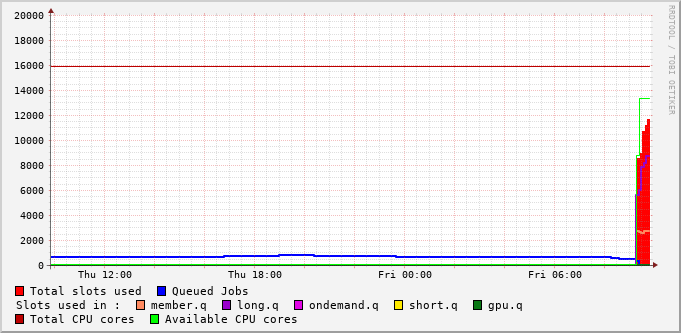 RRDTOOL / TOBI OETIKER
20000
18000
16000
14000
12000
10000
8000
6000
4000
2000
0
Thu 12:00 Thu 18:00 Fri 00:00 Fri 06:00
Total slots used Queued Jobs
Slots used in : member.q long.q ondemand.q short.q gpu.q
Total CPU cores Available CPU cores